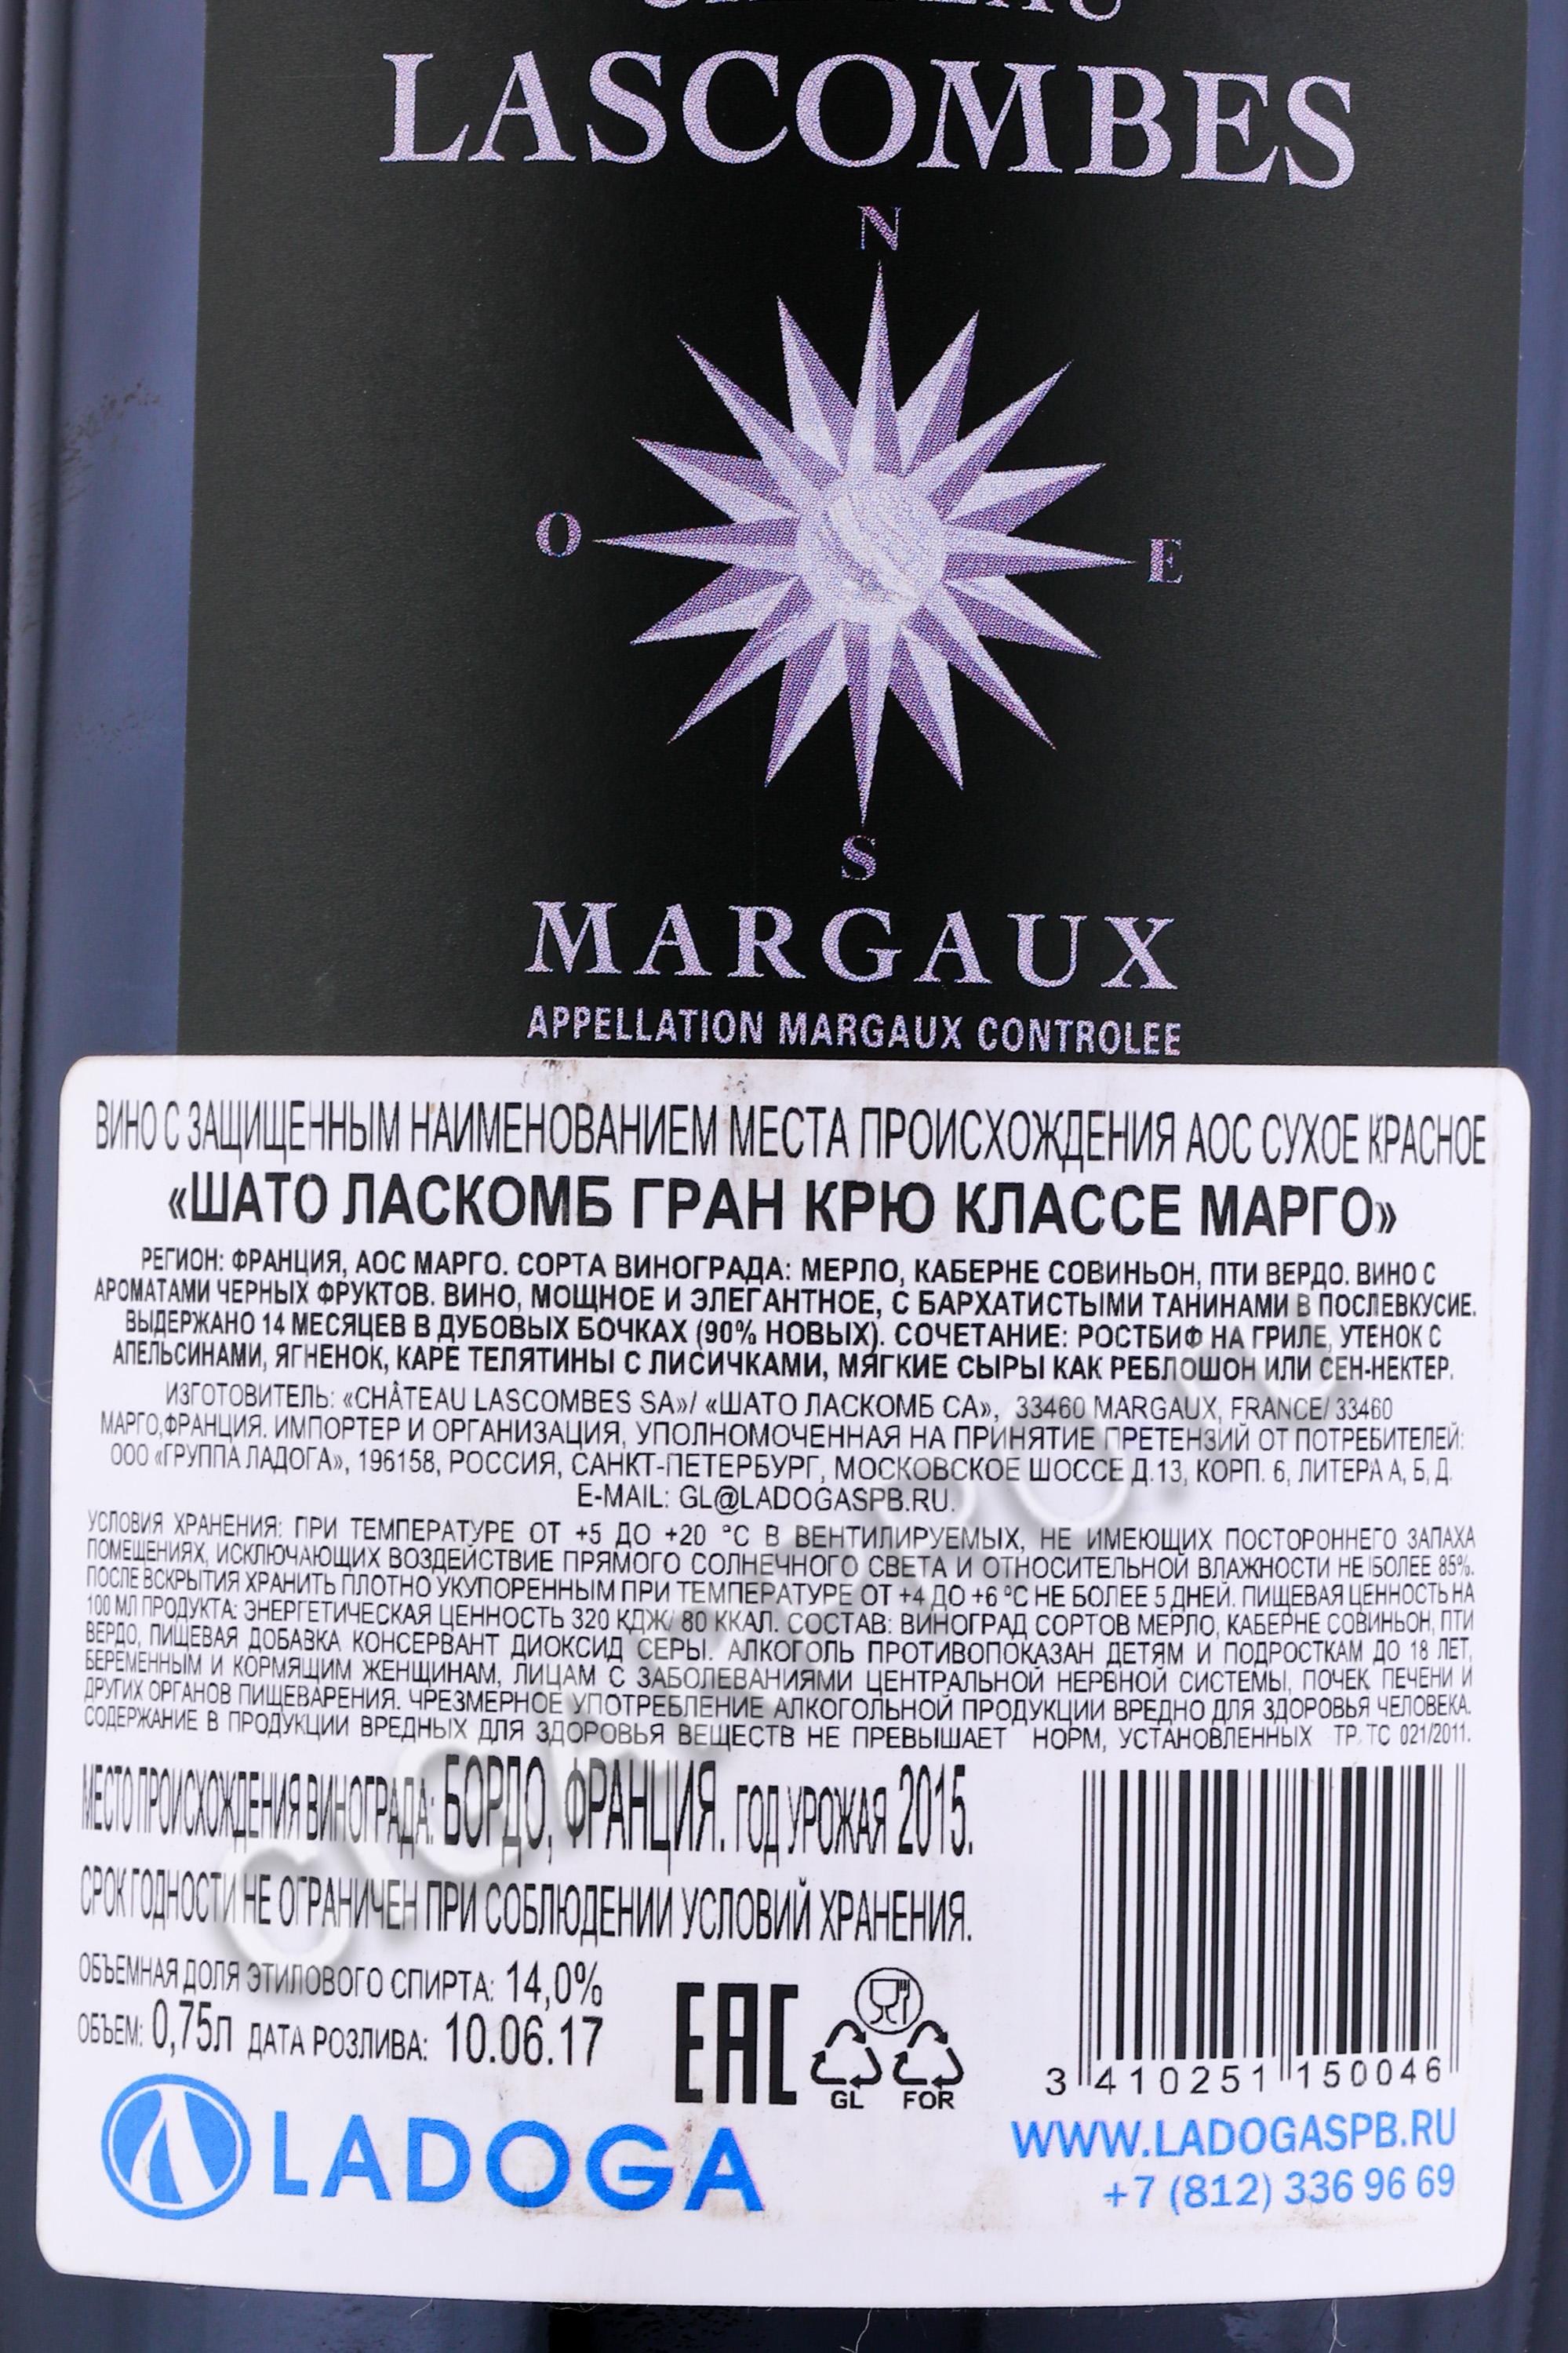 LASCOMBES
N
O
E
S
MARGAUX
APPELLATION MARGAUX CONTROLEE
ВИНО С ЗАЩИЩЕННЫМ НАИМЕНОВАНИЕМ МЕСТА ПРОИСХОЖДЕНИЯ АОС СУХОЕ КРАСНОЕ
«ШАТО ЛАСКОМБ ГРАН КРЮ КЛАССЕ МАРГО»
РЕГИОН: ФРАНЦИЯ, АОС МАРГО. СОРТА ВИНОГРАДА: МЕРЛО, КАБЕРНЕ СОВИНЬОН, ПТИ ВЕРДО. ВИНО С
АРОМАТАМИ ЧЕРНЫХ ФРУКТОВ. ВИНО, МОЩНОЕ И ЭЛЕГАНТНОЕ, С БАРХАТИСТЫМИ ТАНИНАМИ В ПОСЛЕВКУСИЕ.
ВЫДЕРЖАНО 14 МЕСЯЦЕВ В ДУБОВЫХ БОЧКАХ (90% НОВЫХ). СОЧЕТАНИЕ: РОСТБИФ НА ГРИЛЕ, УТЕНОК С
АПЕЛЬСИНАМИ, ЯГНЕНОК, КАРЕ ТЕЛЯТИНЫ С ЛИСИЧКАМИ, МЯГКИЕ СЫРЫ КАК РЕБЛОШОН ИЛИ СЕН-НЕКТЕР.
ИЗГОТОВИТЕЛЬ: «CHÂTEAU LASCOMBES SA»/ «ШАТО ЛАСКОМБ СА», 33460 MARGAUX, FRANCE/ 33460
МАРГО,ФРАНЦИЯ. ИМПОРТЕР И ОРГАНИЗАЦИЯ, УПОЛНОМОЧЕННАЯ НА ПРИНЯТИЕ ПРЕТЕНЗИЙ ОТ ПОТРЕБИТЕЛЕЙ:
ООО «ГРУППА ЛАДОГА», 196158, РОССИЯ, САНКТ-ПЕТЕРБУРГ, МОСКОВСКОЕ ШОССЕ Д.13, КОРП. 6, ЛИТЕРА А, Б, Д.
E-MAIL: GL@LADOGASPB.RU.
УСЛОВИЯ ХРАНЕНИЯ: ПРИ ТЕМПЕРАТУРЕ ОТ +5 ДО +20 °С В ВЕНТИЛИРУЕМЫХ, НЕ ИМЕЮЩИХ ПОСТОРОННЕГО ЗАПАХА
ПОМЕЩЕНИЯХ, ИСКЛЮЧАЮЩИХ ВОЗДЕЙСТВИЕ ПРЯМОГО СОЛНЕЧНОГО СВЕТА И ОТНОСИТЕЛЬНОЙ ВЛАЖНОСТИ НЕ БОЛЕЕ 85%.
ПОСЛЕ ВСКРЫТИЯ ХРАНИТЬ ПЛОТНО УКУПОРЕННЫМ ПРИ ТЕМПЕРАТУРЕ ОТ +4 ДО +6 °С НЕ БОЛЕЕ 5 ДНЕЙ. ПИЩЕВАЯ ЦЕННОСТЬ НА
100 МЛ ПРОДУКТА: ЭНЕРГЕТИЧЕСКАЯ ЦЕННОСТЬ 320 КДЖ/ 80 ККАЛ. СОСТАВ: ВИНОГРАД СОРТОВ МЕРЛО, КАБЕРНЕ СОВИНЬОН, ПТИ
ВЕРДО, ПИЩЕВАЯ ДОБАВКА КОНСЕРВАНТ ДИОКСИД СЕРЫ. АЛКОГОЛЬ ПРОТИВОПОКАЗАН ДЕТЯМ И ПОДРОСТКАМ ДО 18 ЛЕТ,
БЕРЕМЕННЫМ И КОРМЯЩИМ ЖЕНЩИНАМ, ЛИЦАМ С ЗАБОЛЕВАНИЯМИ ЦЕНТРАЛЬНОЙ НЕРВНОЙ СИСТЕМЫ, ПОЧЕК, ПЕЧЕНИ И
ДРУГИХ ОРГАНОВ ПИЩЕВАРЕНИЯ. ЧРЕЗМЕРНОЕ УПОТРЕБЛЕНИЕ АЛКОГОЛЬНОЙ ПРОДУКЦИИ ВРЕДНО ДЛЯ ЗДОРОВЬЯ ЧЕЛОВЕКА.
СОДЕРЖАНИЕ В ПРОДУКЦИИ ВРЕДНЫХ ДЛЯ ЗДОРОВЬЯ ВЕЩЕСТВ НЕ ПРЕВЫШАЕТ НОРМ, УСТАНОВЛЕННЫХ ТР ТС 021/2011.
МЕСТО ПРОИСХОЖДЕНИЯ ВИНОГРАДА: БОРДО, ФРАНЦИЯ. ГОД УРОЖАЯ 2015.
СРОК ГОДНОСТИ НЕ ОГРАНИЧЕН ПРИ СОБЛЮДЕНИИ УСЛОВИЙ ХРАНЕНИЯ.
ОБЪЕМНАЯ ДОЛЯ ЭТИЛОВОГО СПИРТА: 14,0%
ОБЪЕМ: 0,75Л ДАТА РОЗЛИВА: 10.06.17
EAC
GL FOR
3 410251 150046
LADOGA
WWW.LADOGASPB.RU
+7 (812) 336 96 69